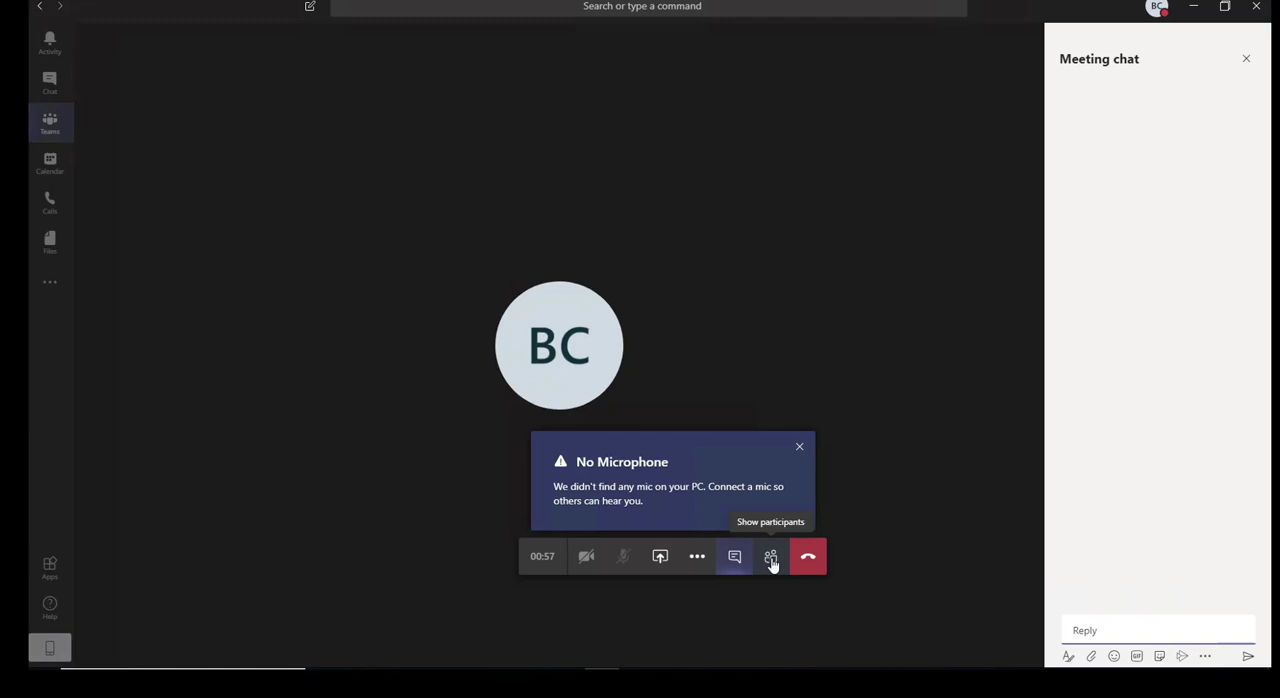 Search or type a command
BC
Activity
Chat
Teams
Calendar
Calls
Files
Apps
Help
BC
No Microphone
We didn't find any mic on your PC. Connect a mic so
others can hear you.
Show participants
00:57
Meeting chat
Reply
GIF